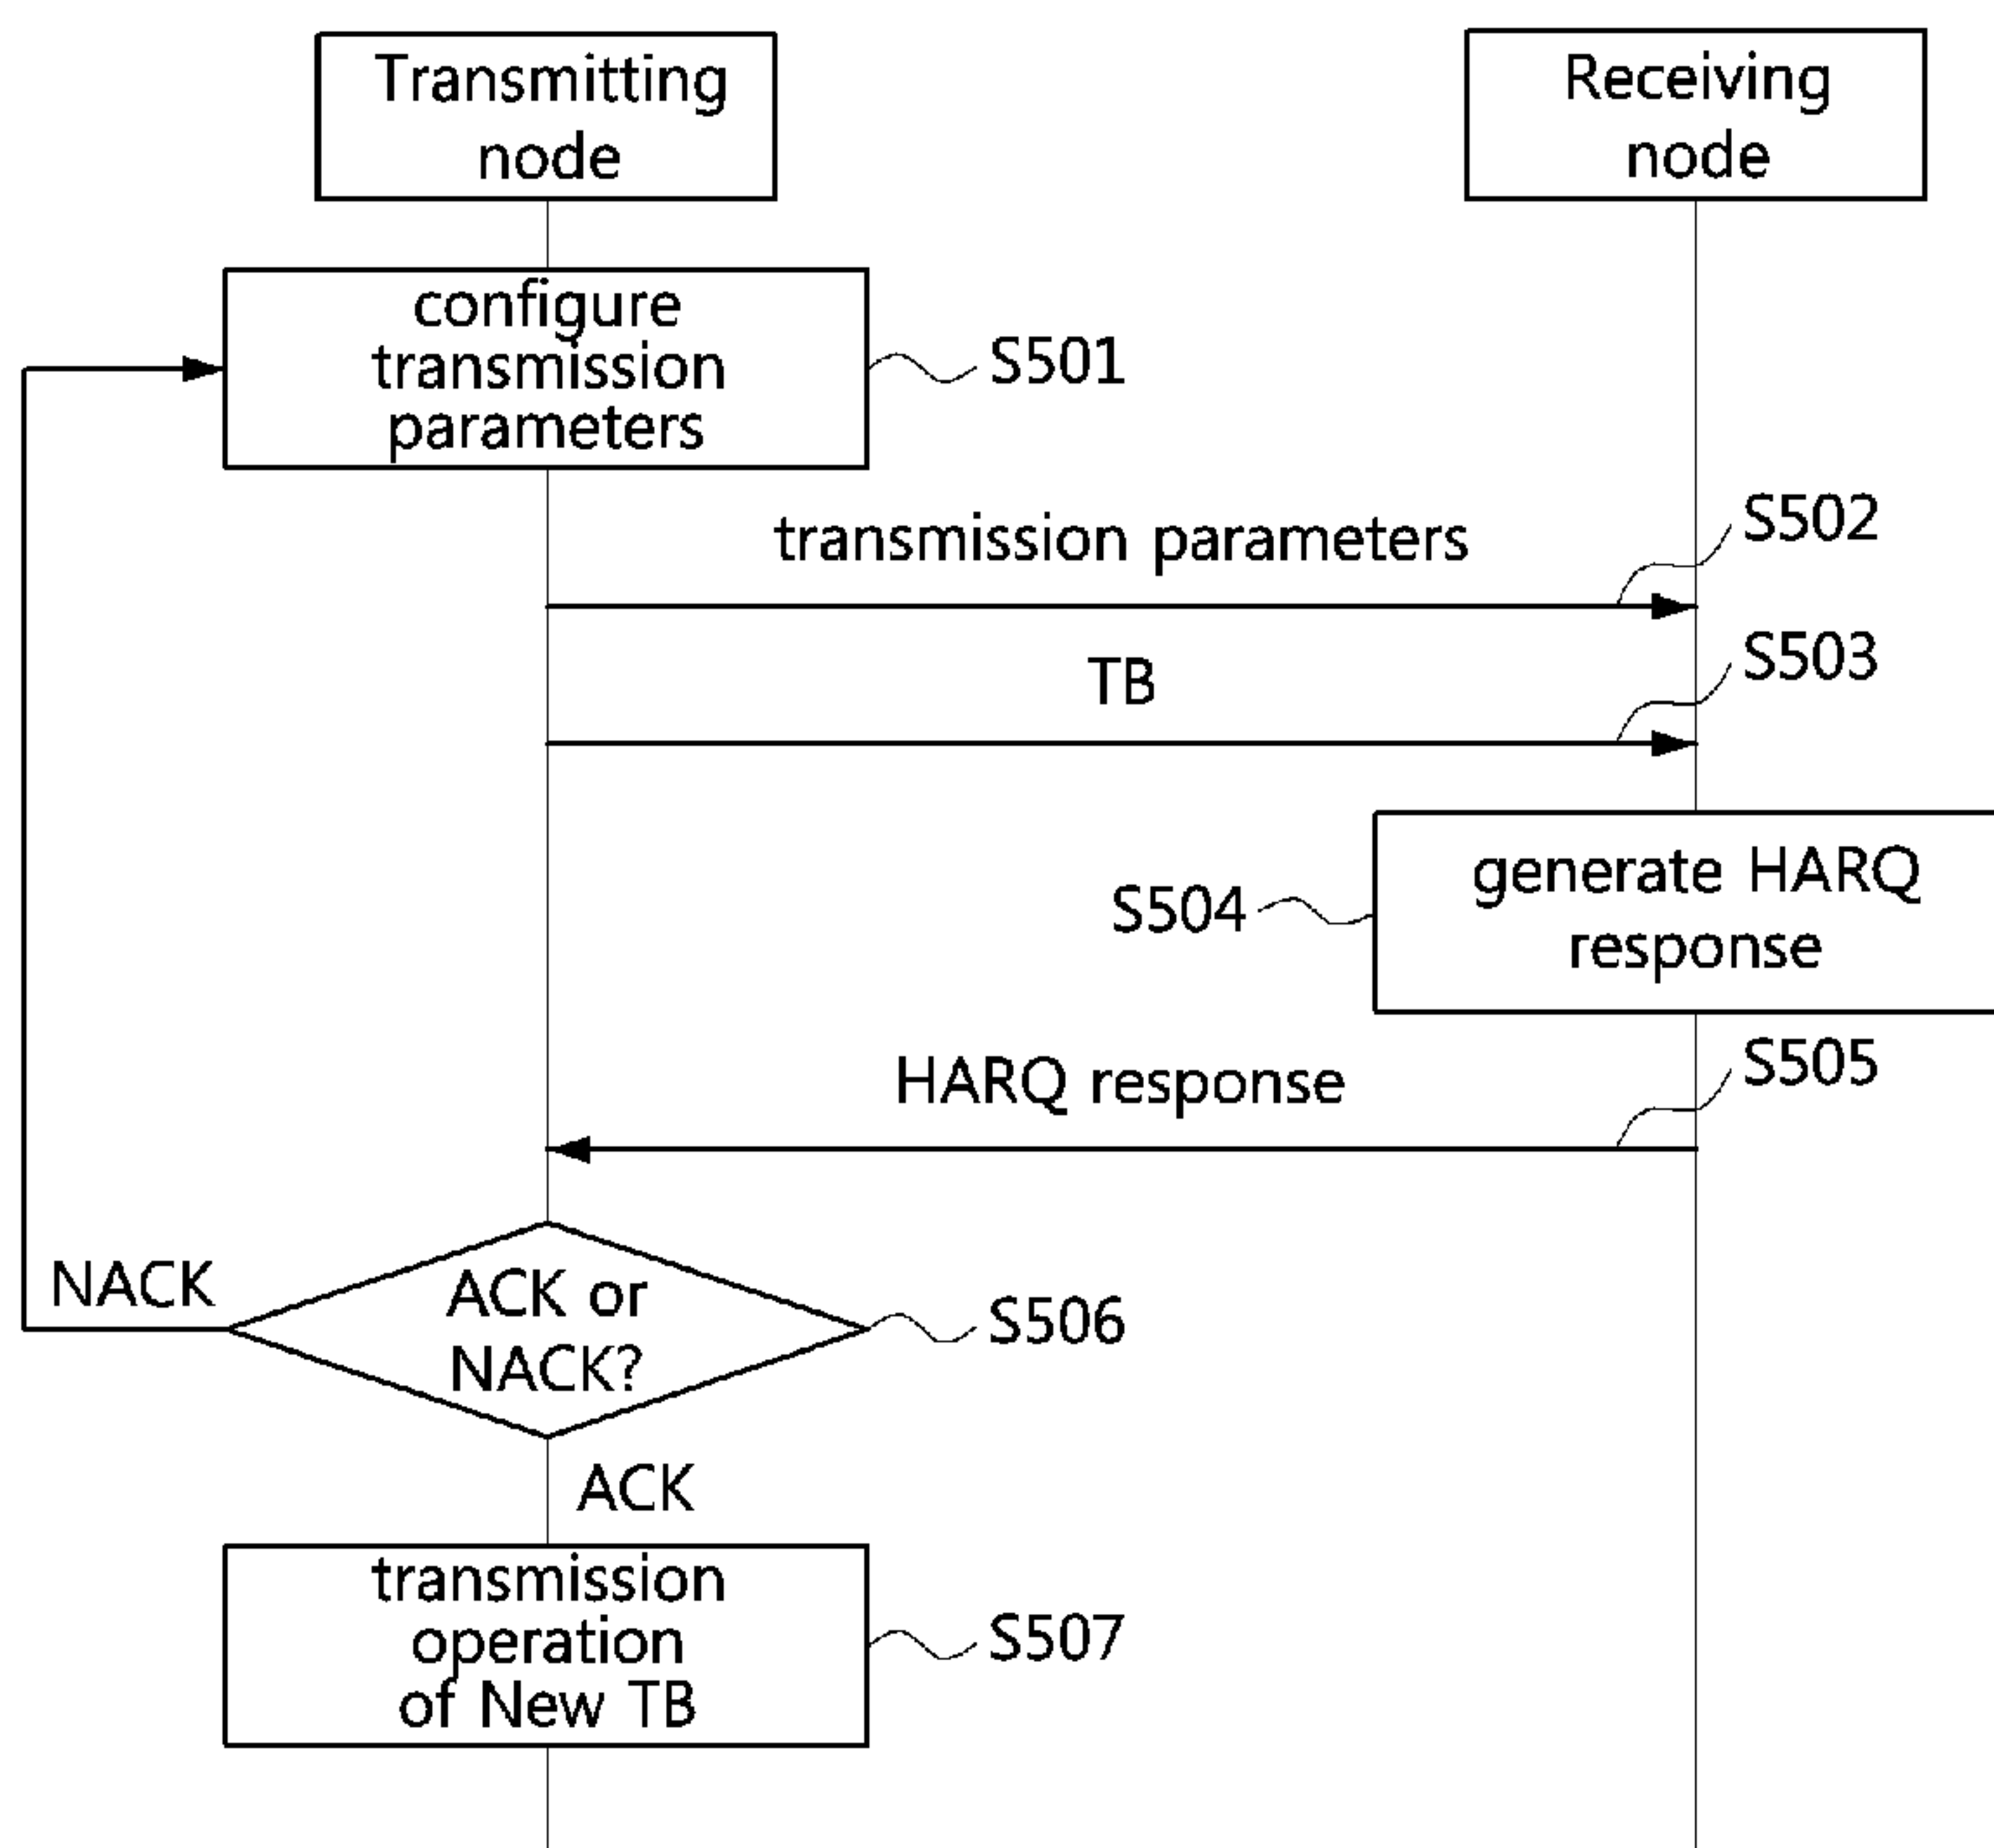 Transmitting
node
Receiving
node
configure
transmission
parameters
S501
transmission parameters
S502
TB
S503
generate HARQ
response
S504
HARQ response
S505
NACK
ACK or
NACK?
S506
ACK
transmission
operation
of New TB
S507